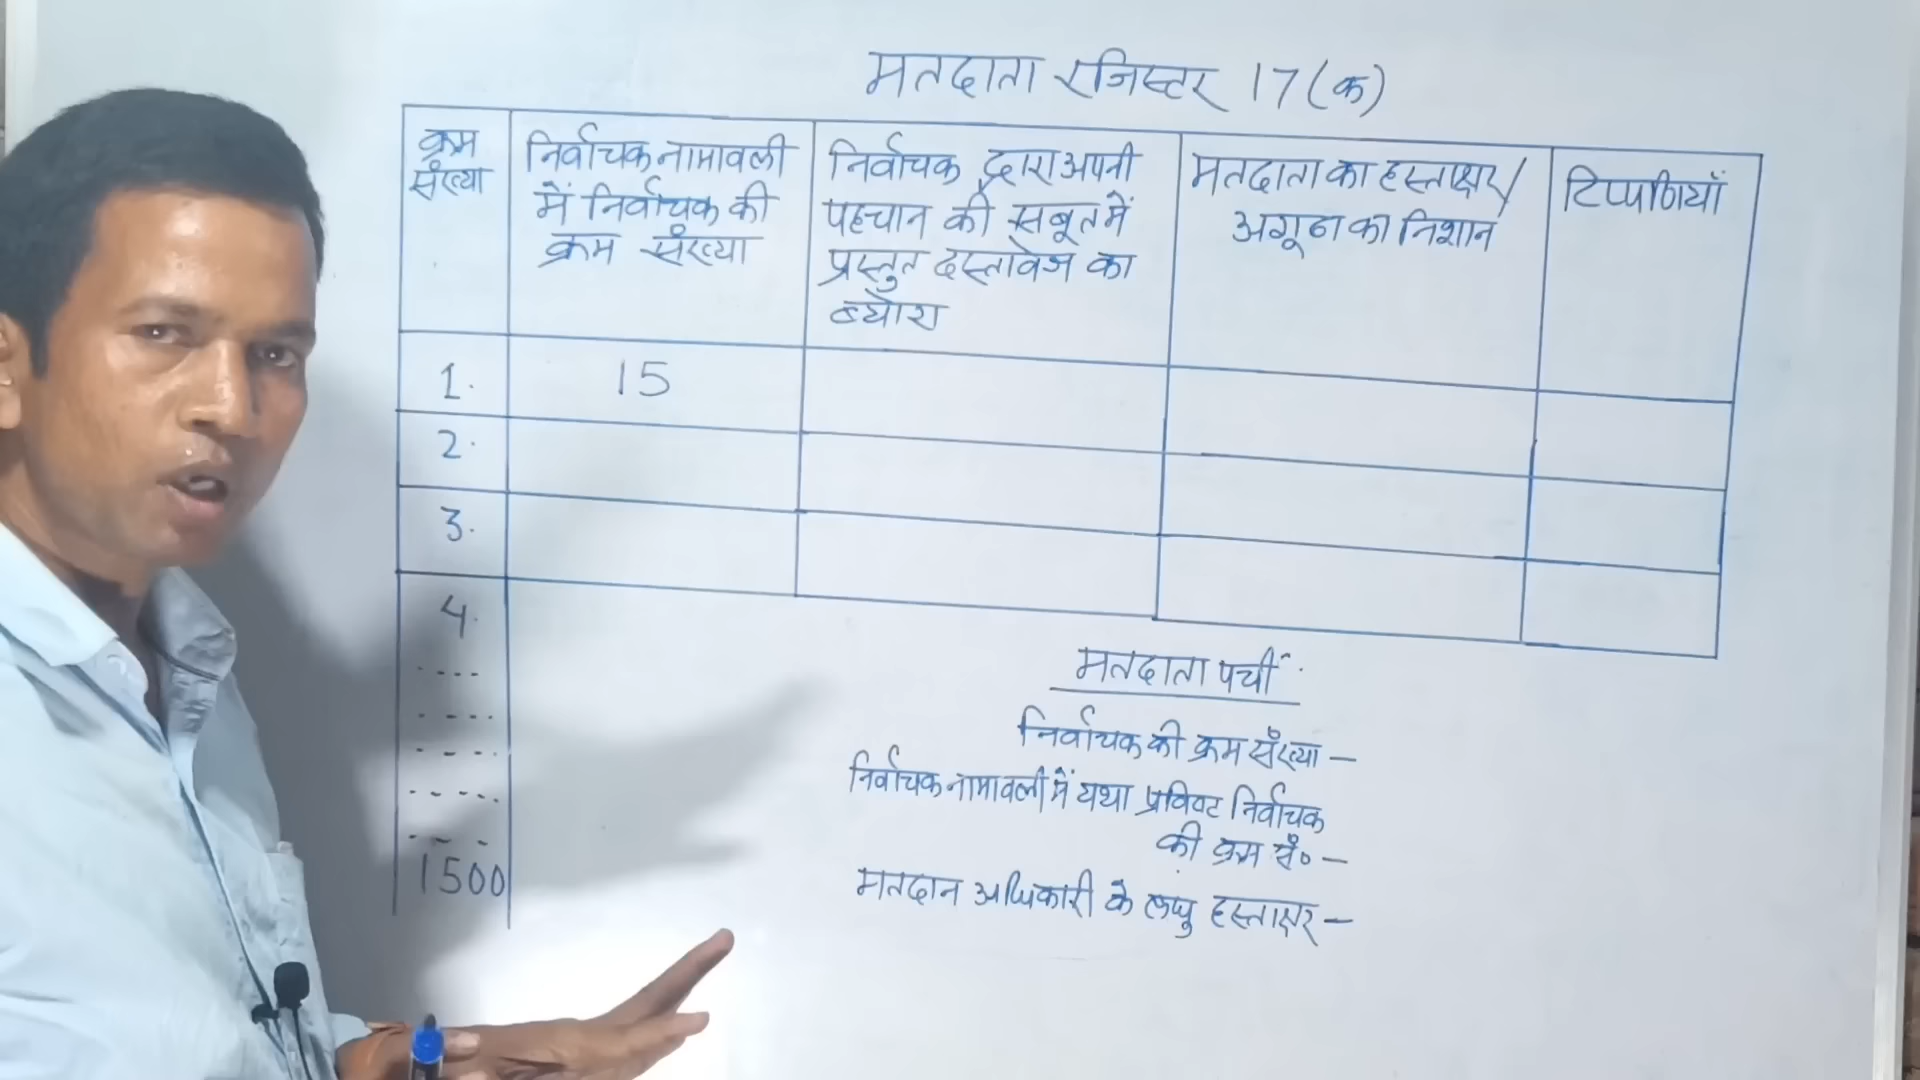 मतदाता रजिस्टर 17(क)
क्रम
संख्या
निर्वाचक नामावली
में निर्वाचक की
क्रम संख्या
निर्वाचक द्वारा अपनी
पहचान की सबूत में
प्रस्तुत दस्तावेज का
ब्योरा
मतदाता का हस्ताक्षर/
अगूठा का निशान
टिप्पणियाँ
1. 15
2.
3.
4.
----
----
----
----
----
1500
मतदाता पर्ची
निर्वाचक की क्रम संख्या –
निर्वाचक नामावली में यथा प्रविष्ट निर्वाचक
की क्रम सं० –
मतदान अधिकारी के लघु हस्ताक्षर –